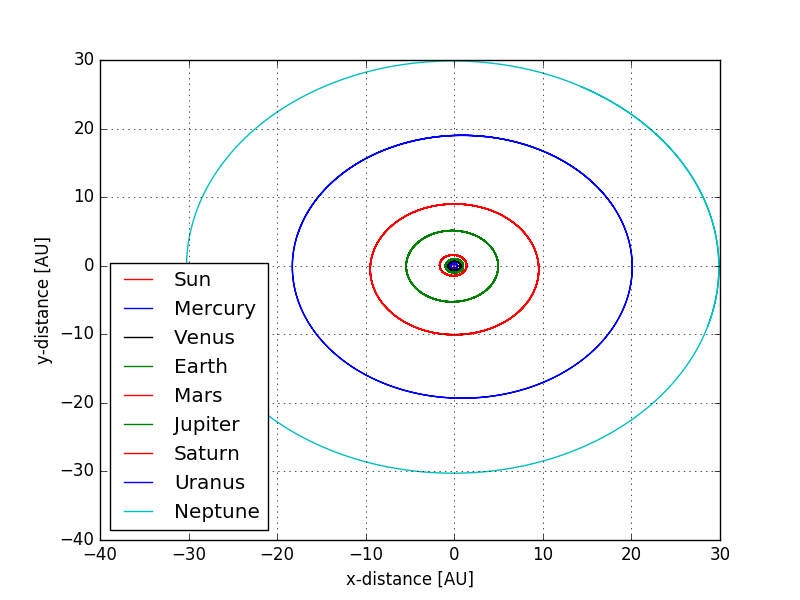 30
20
10
0
−10
−20
−30
−40
y-distance [AU]
Sun
Mercury
Venus
Earth
Mars
Jupiter
Saturn
Uranus
Neptune
−40 −30 −20 −10 0 10 20 30
x-distance [AU]